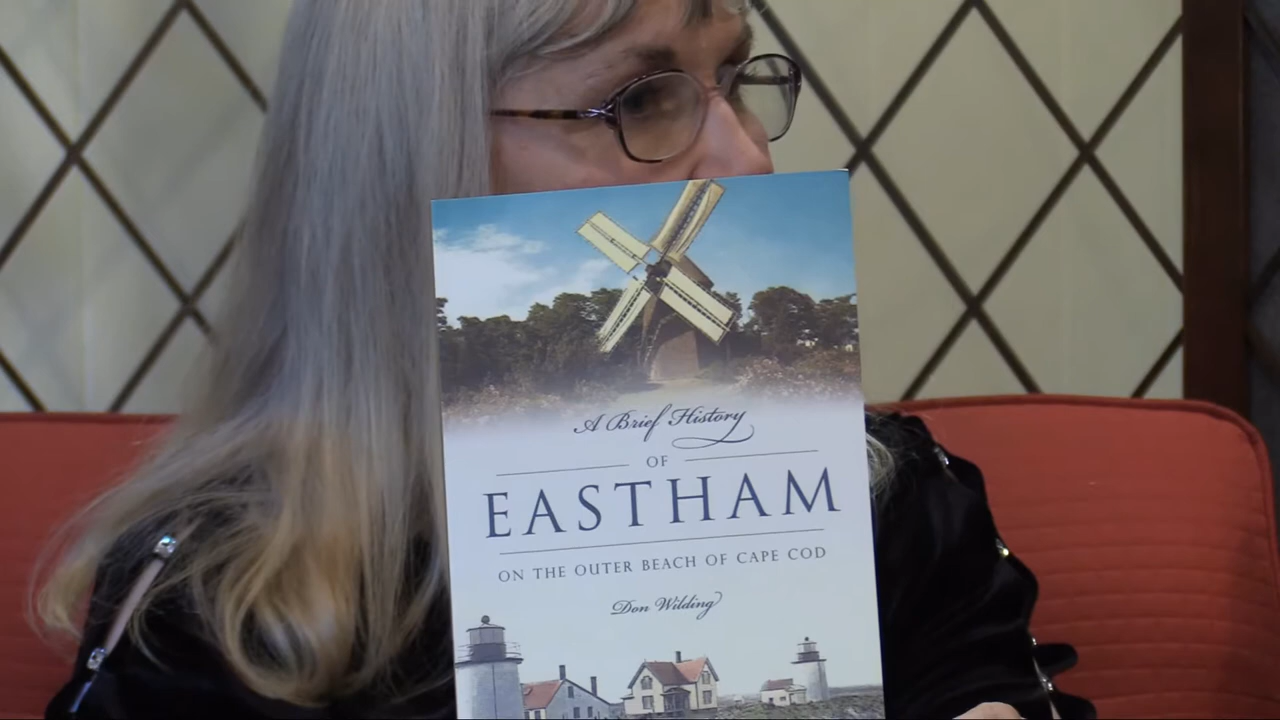 A Brief History
OF
EASTHAM
ON THE OUTER BEACH OF CAPE COD
Don Wilding